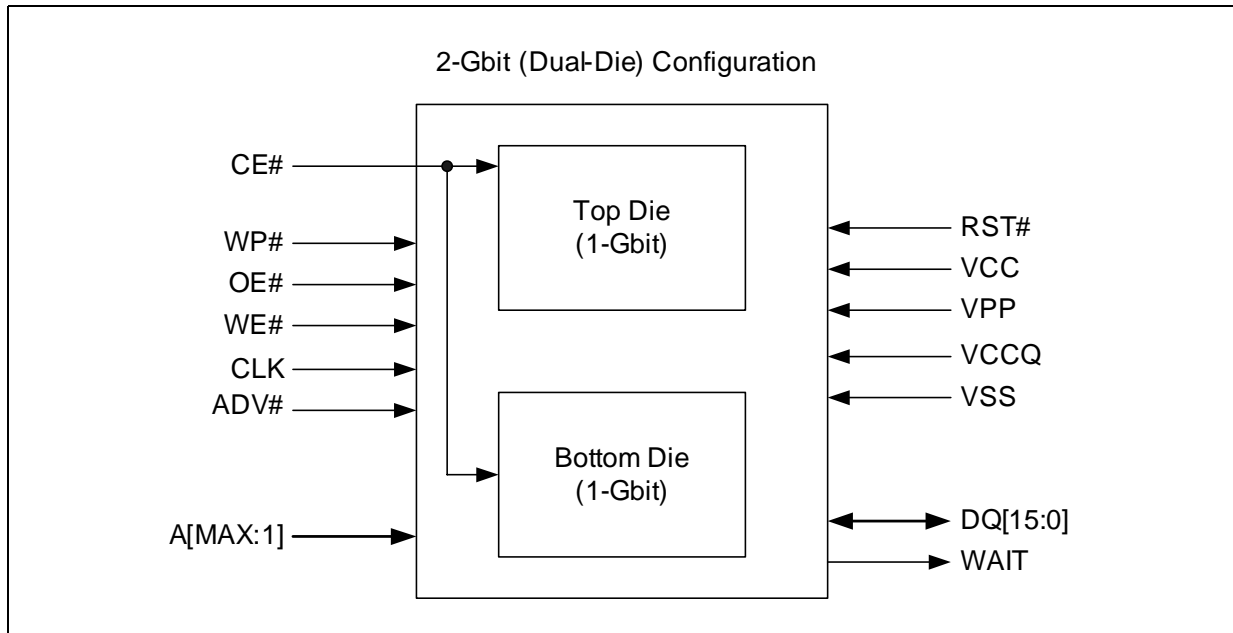 2-Gbit (Dual-Die) Configuration
CE#
WP#
OE#
WE#
CLK
ADV#
A[MAX:1]
Top Die
(1-Gbit)
Bottom Die
(1-Gbit)
RST#
VCC
VPP
VCCQ
VSS
DQ[15:0]
WAIT